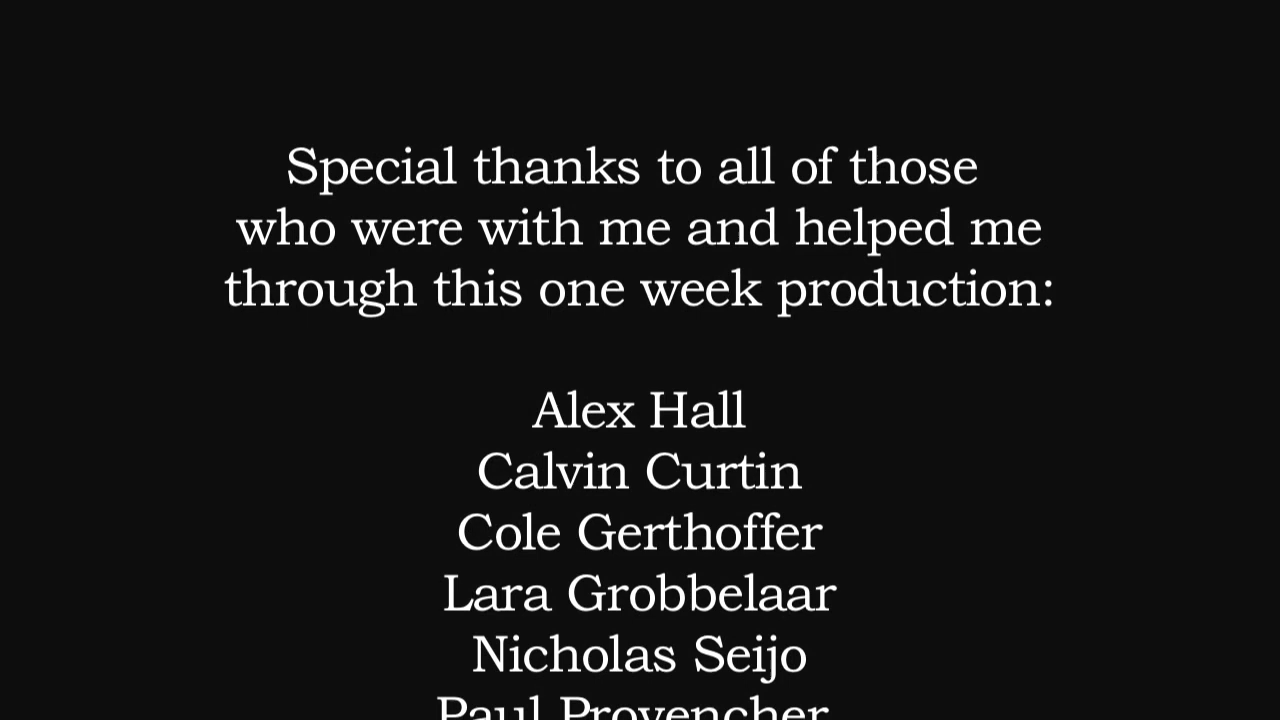 Special thanks to all of those
who were with me and helped me
through this one week production:
Alex Hall
Calvin Curtin
Cole Gerthoffer
Lara Grobbelaar
Nicholas Seijo
Paul Provencher